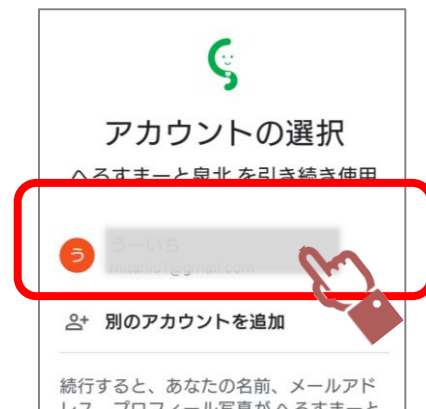 アカウントの選択
へるすまーと泉北 を引き続き使用
う
別のアカウントを追加
続行すると、あなたの名前、メールアド
レス、プロフィール写真がへるすまーと